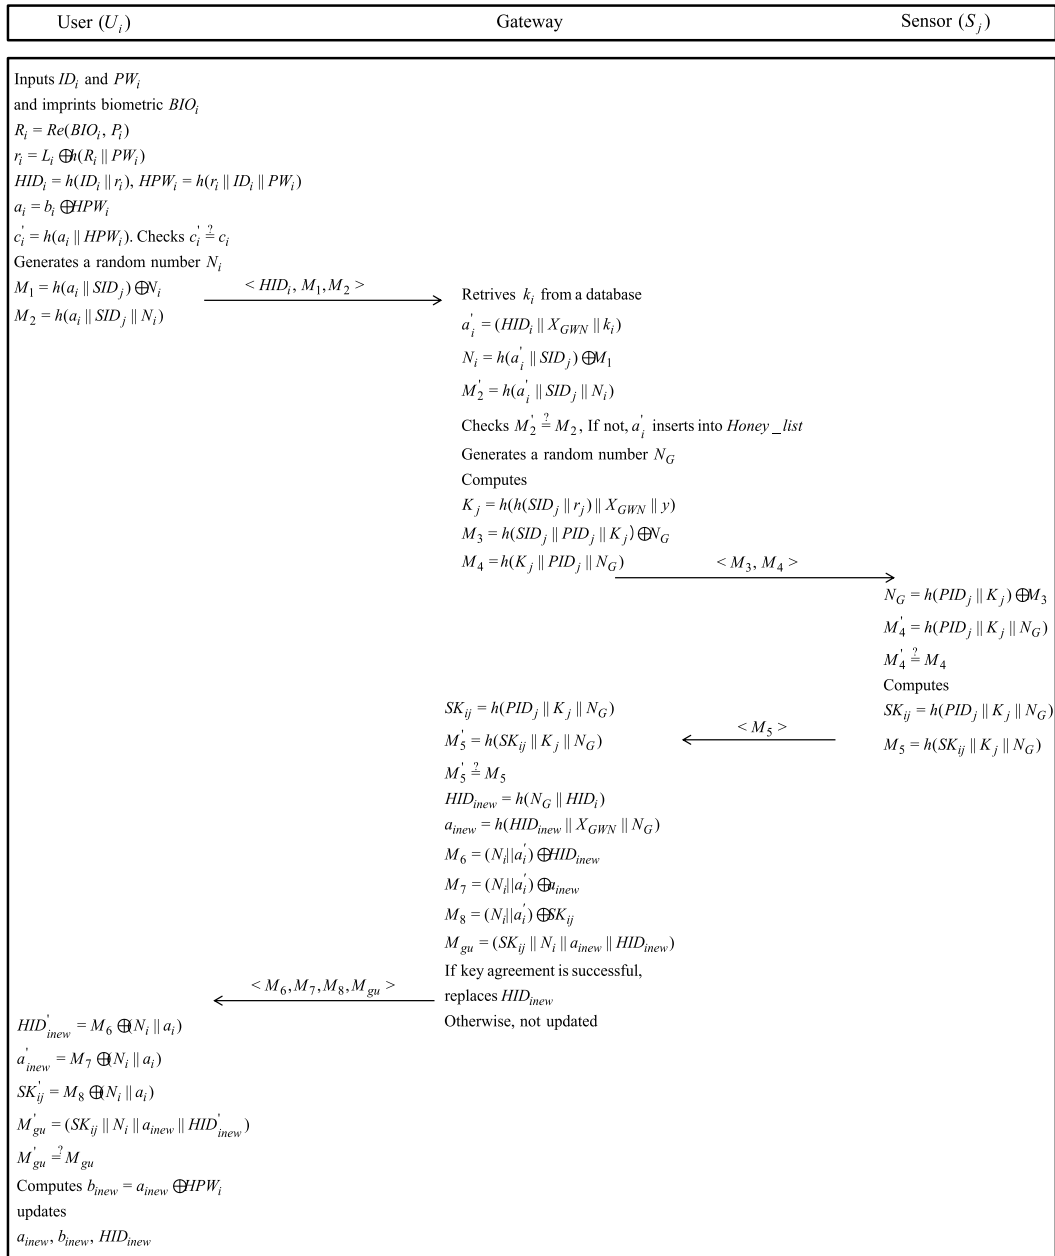 User (U_i) Gateway Sensor (S_j)
Inputs ID_i and PW_i
and imprints biometric BIO_i
R_i = Re(BIO_i, P_i)
r_i = L_i ⊕ h(R_i || PW_i)
HID_i = h(ID_i || r_i), HPW_i = h(r_i || ID_i || PW_i)
a_i = b_i ⊕ HPW_i
c_i' = h(a_i || HPW_i). Checks c_i' ?= c_i
Generates a random number N_i
M_1 = h(a_i || SID_j) ⊕ N_i
M_2 = h(a_i || SID_j || N_i)
< HID_i, M_1, M_2 >
Retrives k_i from a database
a_i' = (HID_i || X_GWN || k_i)
N_i = h(a_i' || SID_j) ⊕ M_1
M_2' = h(a_i' || SID_j || N_i)
Checks M_2' ?= M_2, If not, a_i' inserts into Honey_list
Generates a random number N_G
Computes
K_j = h(h(SID_j || r_j) || X_GWN || y)
M_3 = h(SID_j || PID_j || K_j) ⊕ N_G
M_4 = h(K_j || PID_j || N_G)
< M_3, M_4 >
N_G = h(PID_j || K_j) ⊕ M_3
M_4' = h(PID_j || K_j || N_G)
M_4' ?= M_4
Computes
SK_ij = h(PID_j || K_j || N_G)
M_5 = h(SK_ij || K_j || N_G)
< M_5 >
SK_ij = h(PID_j || K_j || N_G)
M_5' = h(SK_ij || K_j || N_G)
M_5' ?= M_5
HID_inew = h(N_G || HID_i)
a_inew = h(HID_inew || X_GWN || N_G)
M_6 = (N_i||a_i') ⊕ HID_inew
M_7 = (N_i||a_i') ⊕ a_inew
M_8 = (N_i||a_i') ⊕ SK_ij
M_gu = (SK_ij || N_i || a_inew || HID_inew)
If key agreement is successful,
replaces HID_inew
Otherwise, not updated
< M_6, M_7, M_8, M_gu >
HID'_inew = M_6 ⊕ (N_i || a_i)
a'_inew = M_7 ⊕ (N_i || a_i)
SK'_ij = M_8 ⊕ (N_i || a_i)
M'_gu = (SK_ij || N_i || a_inew || HID'_inew)
M'_gu ?= M_gu
Computes b_inew = a_inew ⊕ HPW_i
updates
a_inew, b_inew, HID_inew